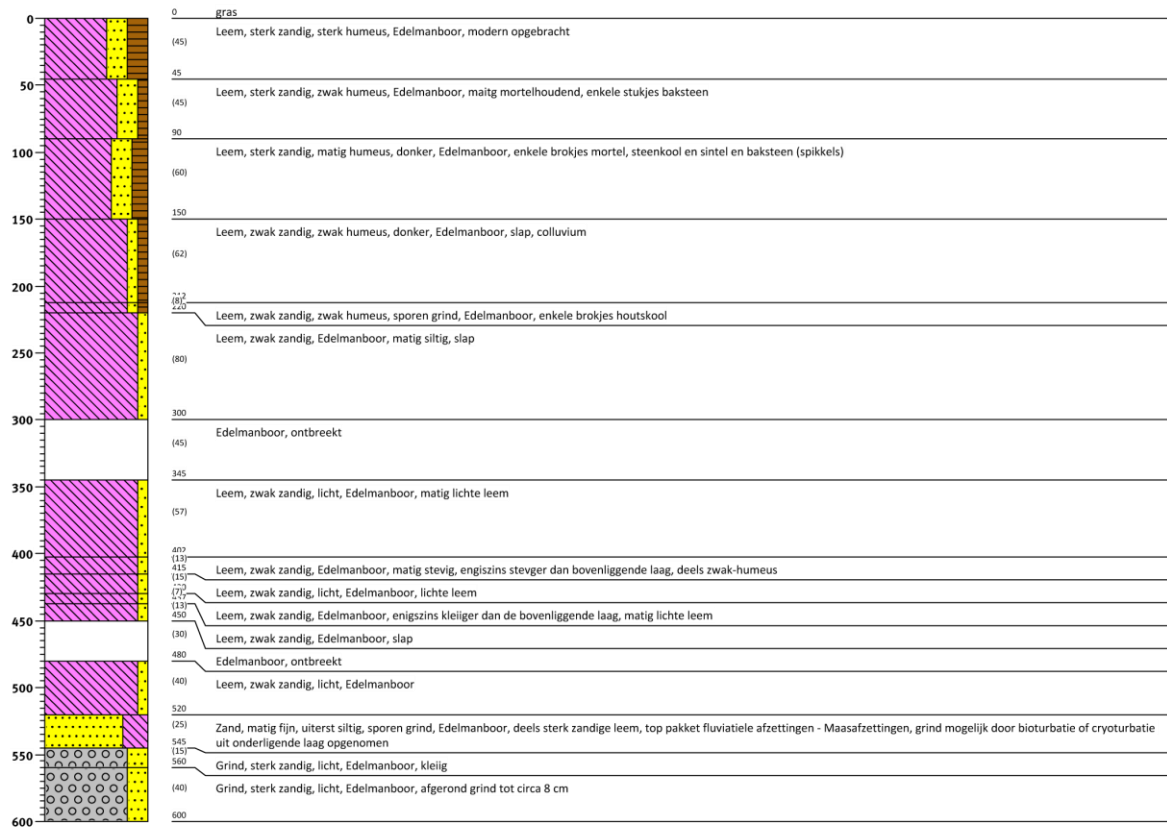 0 gras
0
Leem, sterk zandig, sterk humeus, Edelmanboor, modern opgebracht
(45)
45
50
Leem, sterk zandig, zwak humeus, Edelmanboor, maitg mortelhoudend, enkele stukjes baksteen
(45)
90
100
Leem, sterk zandig, matig humeus, donker, Edelmanboor, enkele brokjes mortel, steenkool en sintel en baksteen (spikkels)
(60)
150
150
Leem, zwak zandig, zwak humeus, donker, Edelmanboor, slap, colluvium
(62)
200
212
(8)
220
Leem, zwak zandig, zwak humeus, sporen grind, Edelmanboor, enkele brokjes houtskool
Leem, zwak zandig, Edelmanboor, matig siltig, slap
250
(80)
300
300
Edelmanboor, ontbreekt
(45)
345
350
Leem, zwak zandig, licht, Edelmanboor, matig lichte leem
(57)
400
402
(13)
415
Leem, zwak zandig, Edelmanboor, matig stevig, engiszins stevger dan bovenliggende laag, deels zwak-humeus
(15)
(7)
Leem, zwak zandig, licht, Edelmanboor, lichte leem
(13)
450
450
Leem, zwak zandig, Edelmanboor, enigszins kleiiger dan de bovenliggende laag, matig lichte leem
(30)
Leem, zwak zandig, Edelmanboor, slap
480
Edelmanboor, ontbreekt
(40)
500
Leem, zwak zandig, licht, Edelmanboor
520
(25)
Zand, matig fijn, uiterst siltig, sporen grind, Edelmanboor, deels sterk zandige leem, top pakket fluviatiele afzettingen - Maasafzettingen, grind mogelijk door bioturbatie of cryoturbatie
uit onderligende laag opgenomen
545
550
(15)
560
Grind, sterk zandig, licht, Edelmanboor, kleiig
(40)
Grind, sterk zandig, licht, Edelmanboor, afgerond grind tot circa 8 cm
600
600